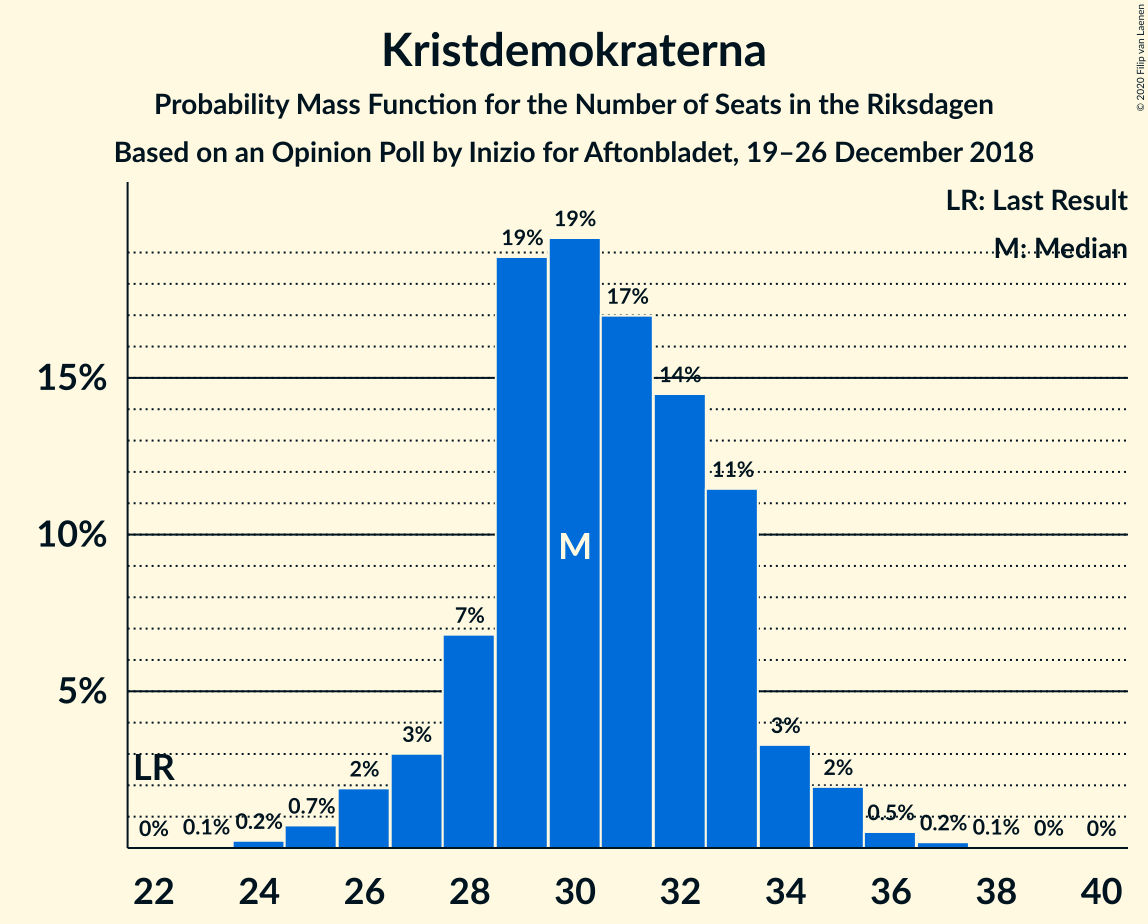 Kristdemokraterna
Probability Mass Function for the Number of Seats in the Riksdagen
Based on an Opinion Poll by Inizio for Aftonbladet, 19–26 December 2018
© 2020 Filip van Laenen
LR: Last Result
M: Median
15%
10%
5%
LR
M
0%
0.1%
0.2%
0.7%
2%
3%
7%
19%
19%
17%
14%
11%
3%
2%
0.5%
0.2%
0.1%
0%
0%
22 24 26 28 30 32 34 36 38 40